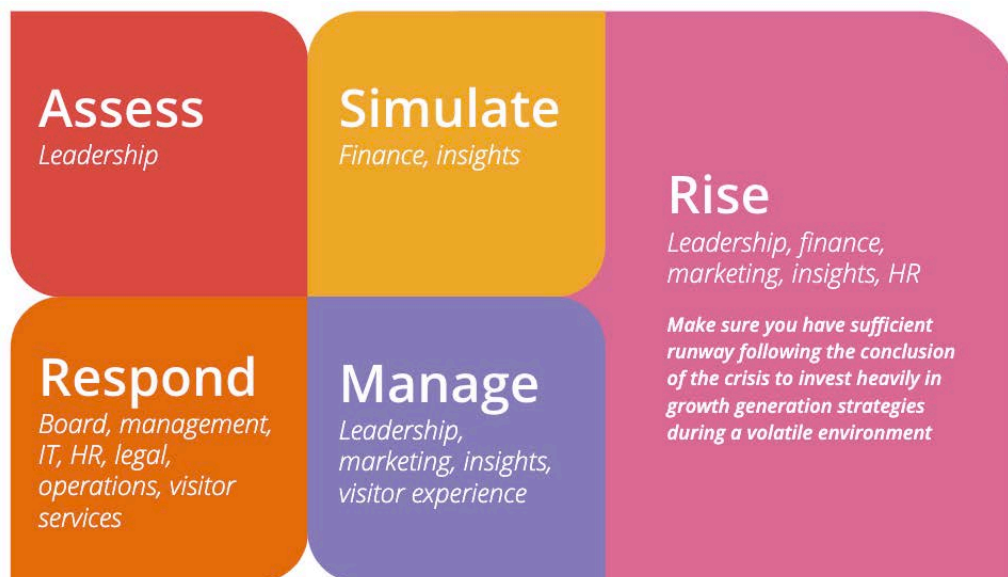 Assess
Leadership
Simulate
Finance, insights
Respond
Board, management,
IT, HR, legal,
operations, visitor
services
Manage
Leadership,
marketing, insights,
visitor experience
Rise
Leadership, finance,
marketing, insights, HR
Make sure you have sufficient
runway following the conclusion
of the crisis to invest heavily in
growth generation strategies
during a volatile environment